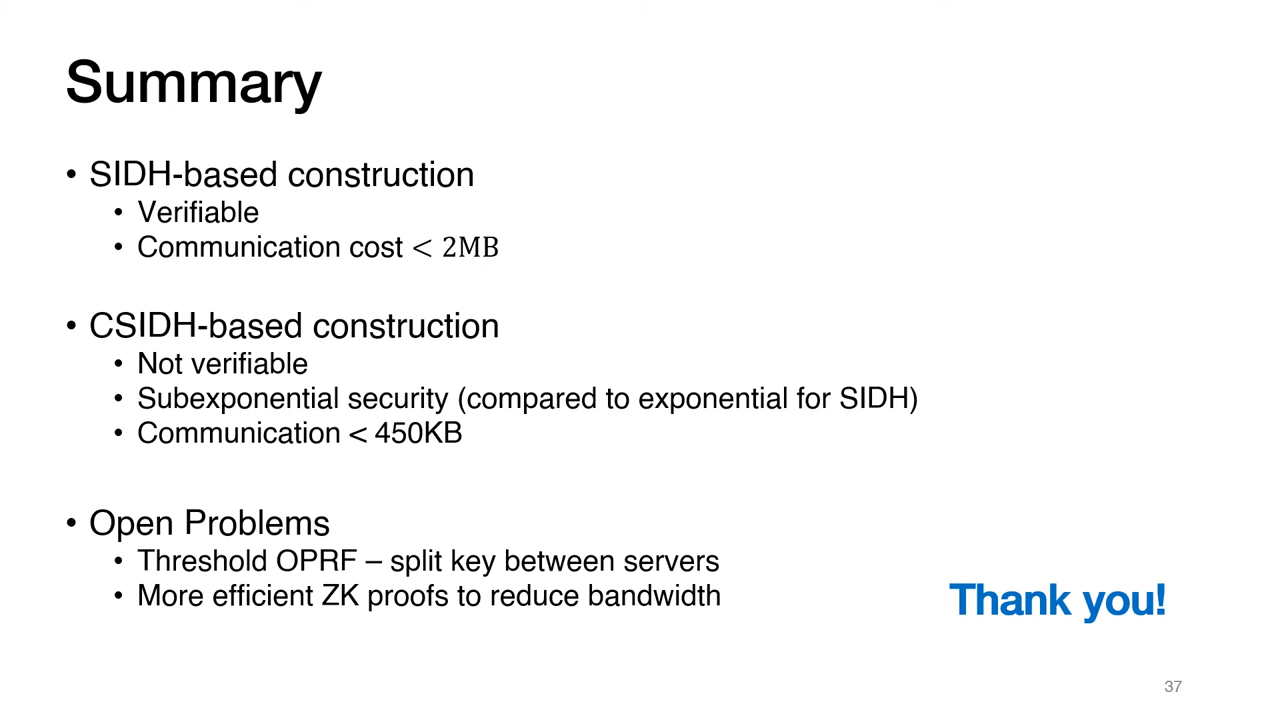 Summary
• SIDH-based construction
• Verifiable
• Communication cost < 2MB
• CSIDH-based construction
• Not verifiable
• Subexponential security (compared to exponential for SIDH)
• Communication < 450KB
• Open Problems
• Threshold OPRF – split key between servers
• More efficient ZK proofs to reduce bandwidth
Thank you!
37